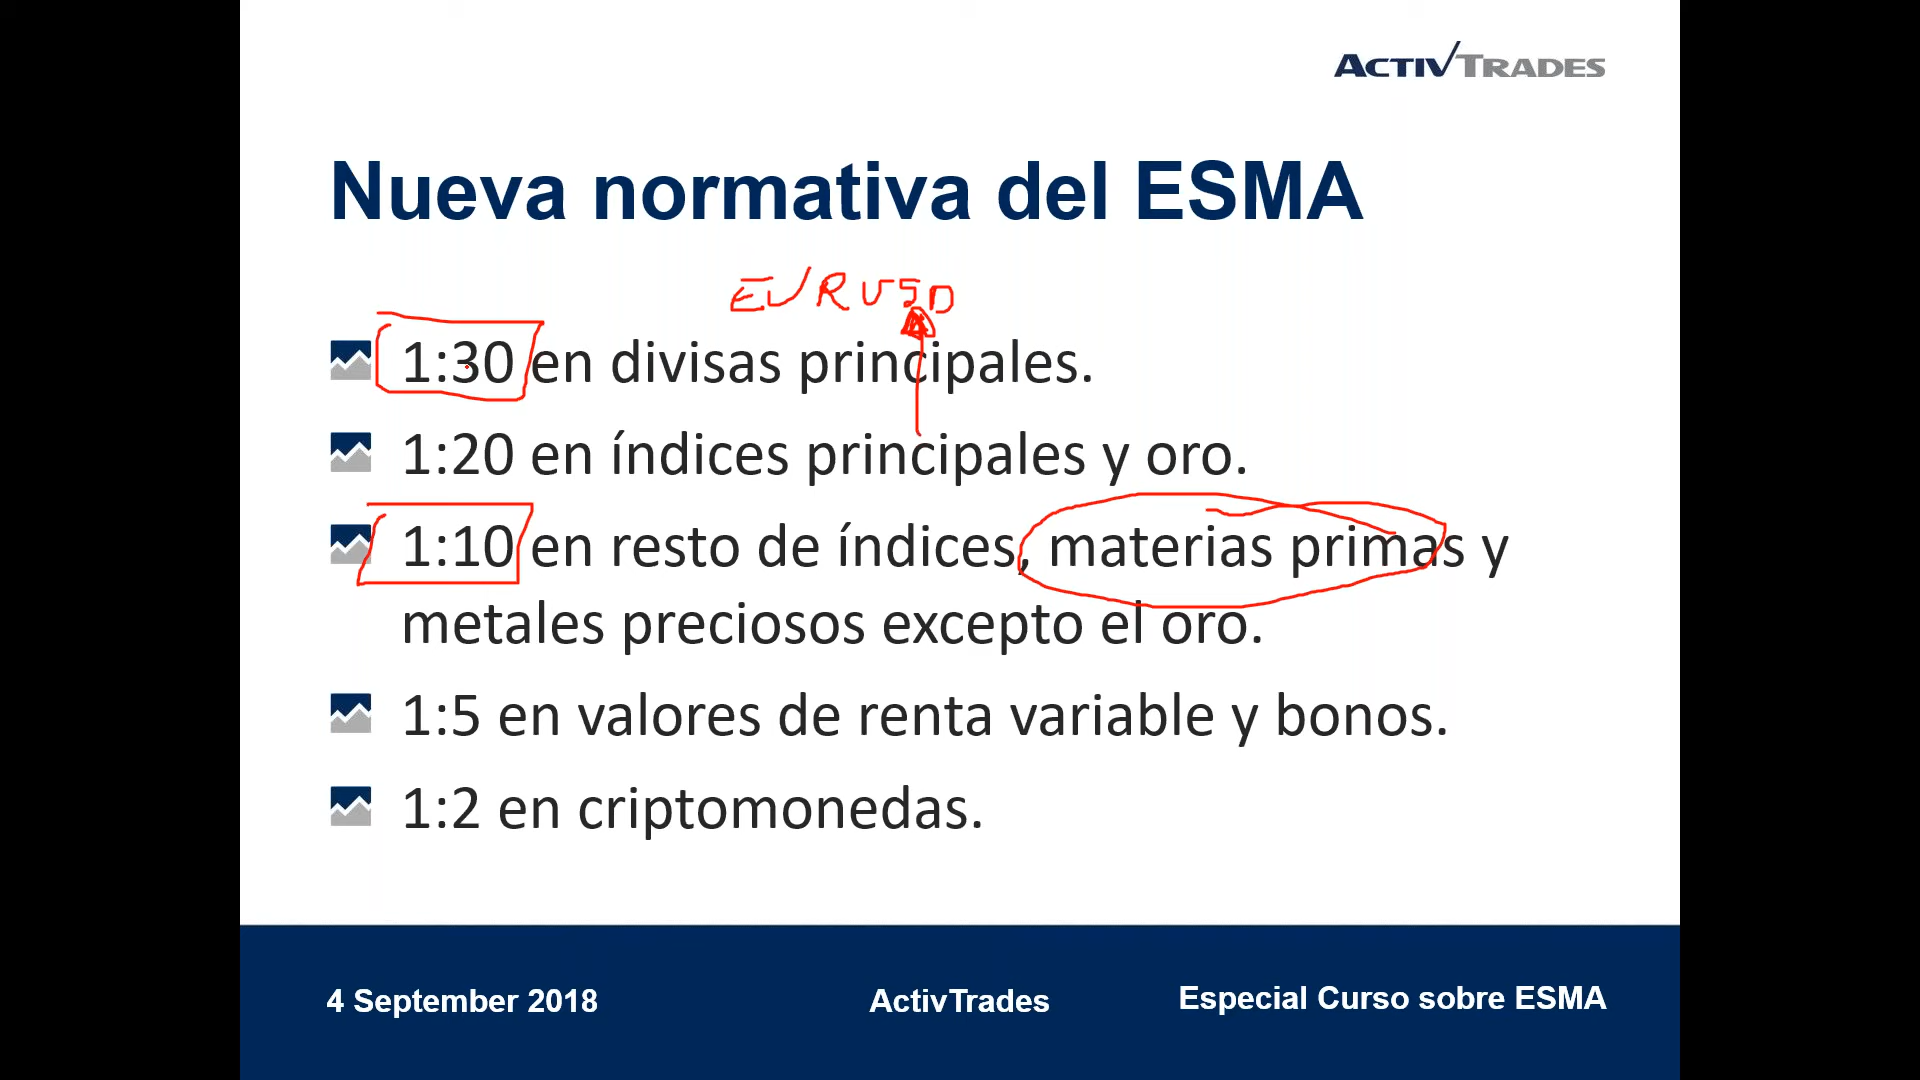 ACTIVTRADES
Nueva normativa del ESMA
EURUSD
1:30 en divisas principales.
1:20 en índices principales y oro.
1:10 en resto de índices, materias primas y
metales preciosos excepto el oro.
1:5 en valores de renta variable y bonos.
1:2 en criptomonedas.
4 September 2018
ActivTrades
Especial Curso sobre ESMA